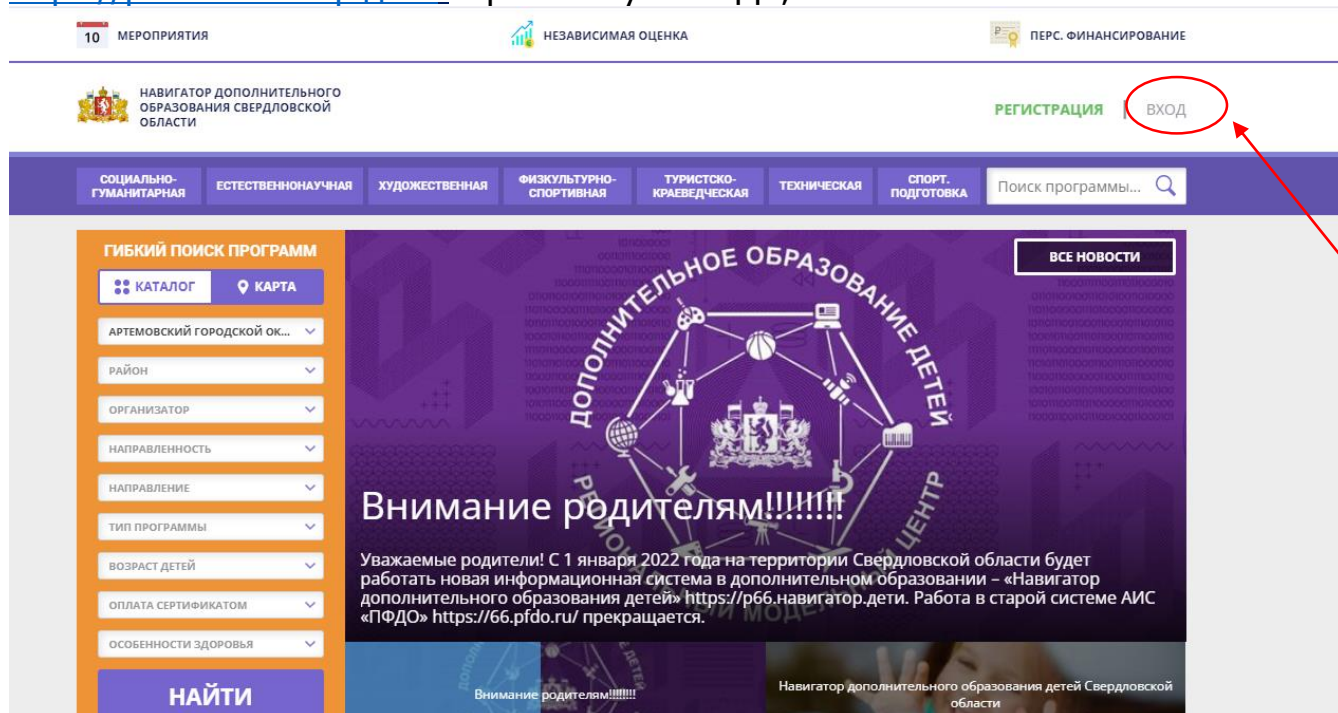 10 МЕРОПРИЯТИЯ
НЕЗАВИСИМАЯ ОЦЕНКА
ПЕРС. ФИНАНСИРОВАНИЕ
НАВИГАТОР ДОПОЛНИТЕЛЬНОГО
ОБРАЗОВАНИЯ СВЕРДЛОВСКОЙ
ОБЛАСТИ
РЕГИСТРАЦИЯ | ВХОД
СОЦИАЛЬНО-
ГУМАНИТАРНАЯ
ЕСТЕСТВЕННОНАУЧНАЯ
ХУДОЖЕСТВЕННАЯ
ФИЗКУЛЬТУРНО-
СПОРТИВНАЯ
ТУРИСТСКО-
КРАЕВЕДЧЕСКАЯ
ТЕХНИЧЕСКАЯ
СПОРТ.
ПОДГОТОВКА
Поиск программы...
ГИБКИЙ ПОИСК ПРОГРАММ
КАТАЛОГ
КАРТА
АРТЕМОВСКИЙ ГОРОДСКОЙ ОК...
РАЙОН
ОРГАНИЗАТОР
НАПРАВЛЕННОСТЬ
НАПРАВЛЕНИЕ
ТИП ПРОГРАММЫ
ВОЗРАСТ ДЕТЕЙ
ОПЛАТА СЕРТИФИКАТОМ
ОСОБЕННОСТИ ЗДОРОВЬЯ
НАЙТИ
ВСЕ НОВОСТИ
ДОПОЛНИТЕЛЬНОЕ ОБРАЗОВАНИЕ ДЕТЕЙ
РЕГИОНАЛЬНЫЙ МОДЕЛЬНЫЙ ЦЕНТР
Внимание родителям!!!!!!!!
Уважаемые родители! С 1 января 2022 года на территории Свердловской области будет
работать новая информационная система в дополнительном образовании – «Навигатор
дополнительного образования детей» https://р66.навигатор.дети. Работа в старой системе АИС
«ПФДО» https://66.pfdo.ru/ прекращается.
Внимание родителям!!!!!!!!
Навигатор дополнительного образования детей Свердловской
области